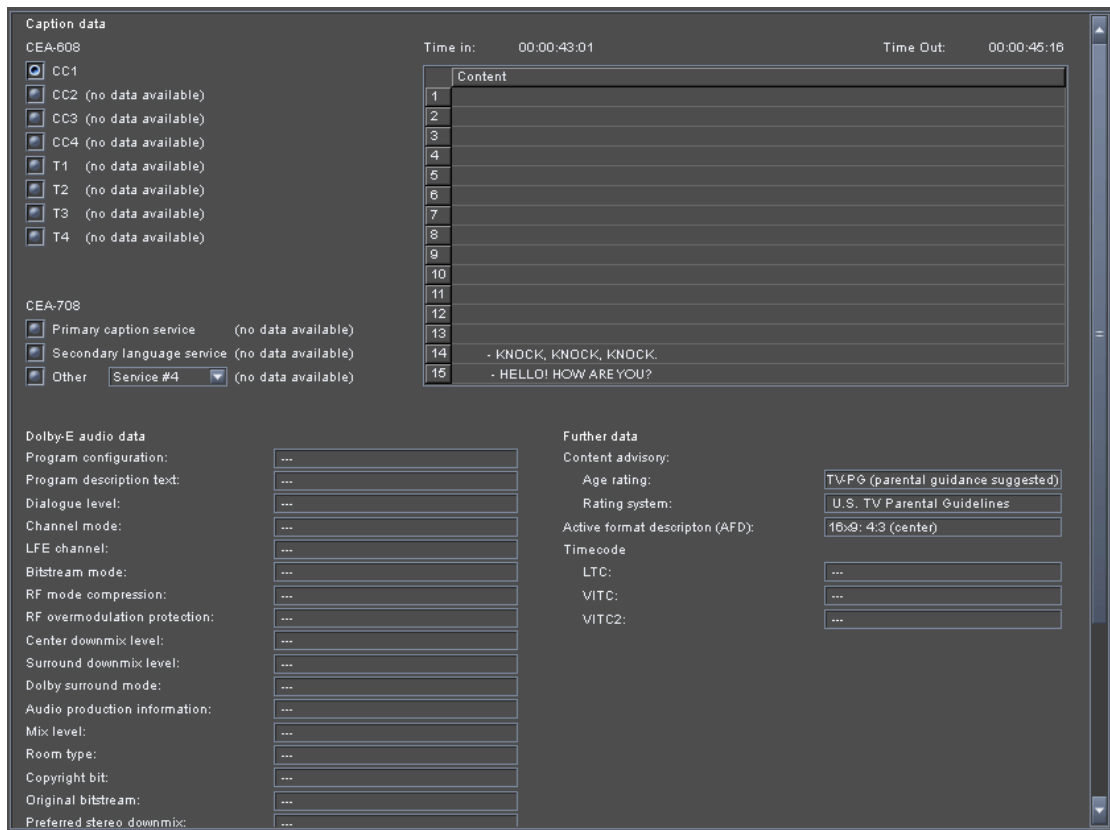 Caption data
CEA-608
Time in: 00:00:43:01 Time Out: 00:00:45:16
CC1
CC2 (no data available)
CC3 (no data available)
CC4 (no data available)
T1 (no data available)
T2 (no data available)
T3 (no data available)
T4 (no data available)
Content
1
2
3
4
5
6
7
8
9
10
11
12
13
14 - KNOCK, KNOCK, KNOCK.
15 - HELLO! HOW ARE YOU?
CEA-708
Primary caption service (no data available)
Secondary language service (no data available)
Other Service #4 (no data available)
Dolby-E audio data
Program configuration: ---
Program description text: ---
Dialogue level: ---
Channel mode: ---
LFE channel: ---
Bitstream mode: ---
RF mode compression: ---
RF overmodulation protection: ---
Center downmix level: ---
Surround downmix level: ---
Dolby surround mode: ---
Audio production information: ---
Mix level: ---
Room type: ---
Copyright bit: ---
Original bitstream: ---
Preferred stereo downmix: ---
Further data
Content advisory:
Age rating: TV-PG (parental guidance suggested)
Rating system: U.S. TV Parental Guidelines
Active format descripton (AFD): 16x9: 4:3 (center)
Timecode
LTC: ---
VITC: ---
VITC2: ---